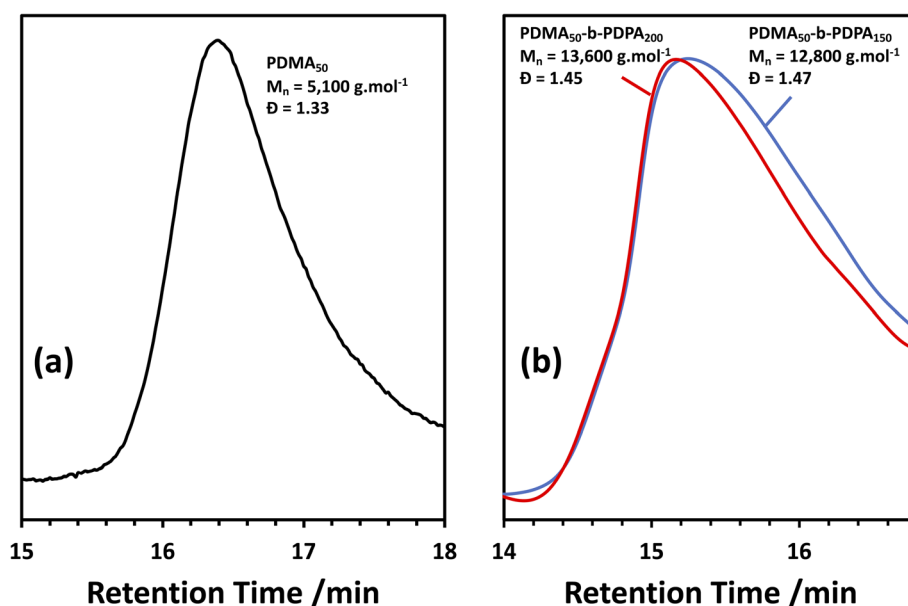 PDMA₅₀
Mₙ = 5,100 g.mol⁻¹
Đ = 1.33
(a)
15 16 17 18
Retention Time /min
PDMA₅₀-b-PDPA₂₀₀
Mₙ = 13,600 g.mol⁻¹
Đ = 1.45
PDMA₅₀-b-PDPA₁₅₀
Mₙ = 12,800 g.mol⁻¹
Đ = 1.47
(b)
14 15 16
Retention Time /min